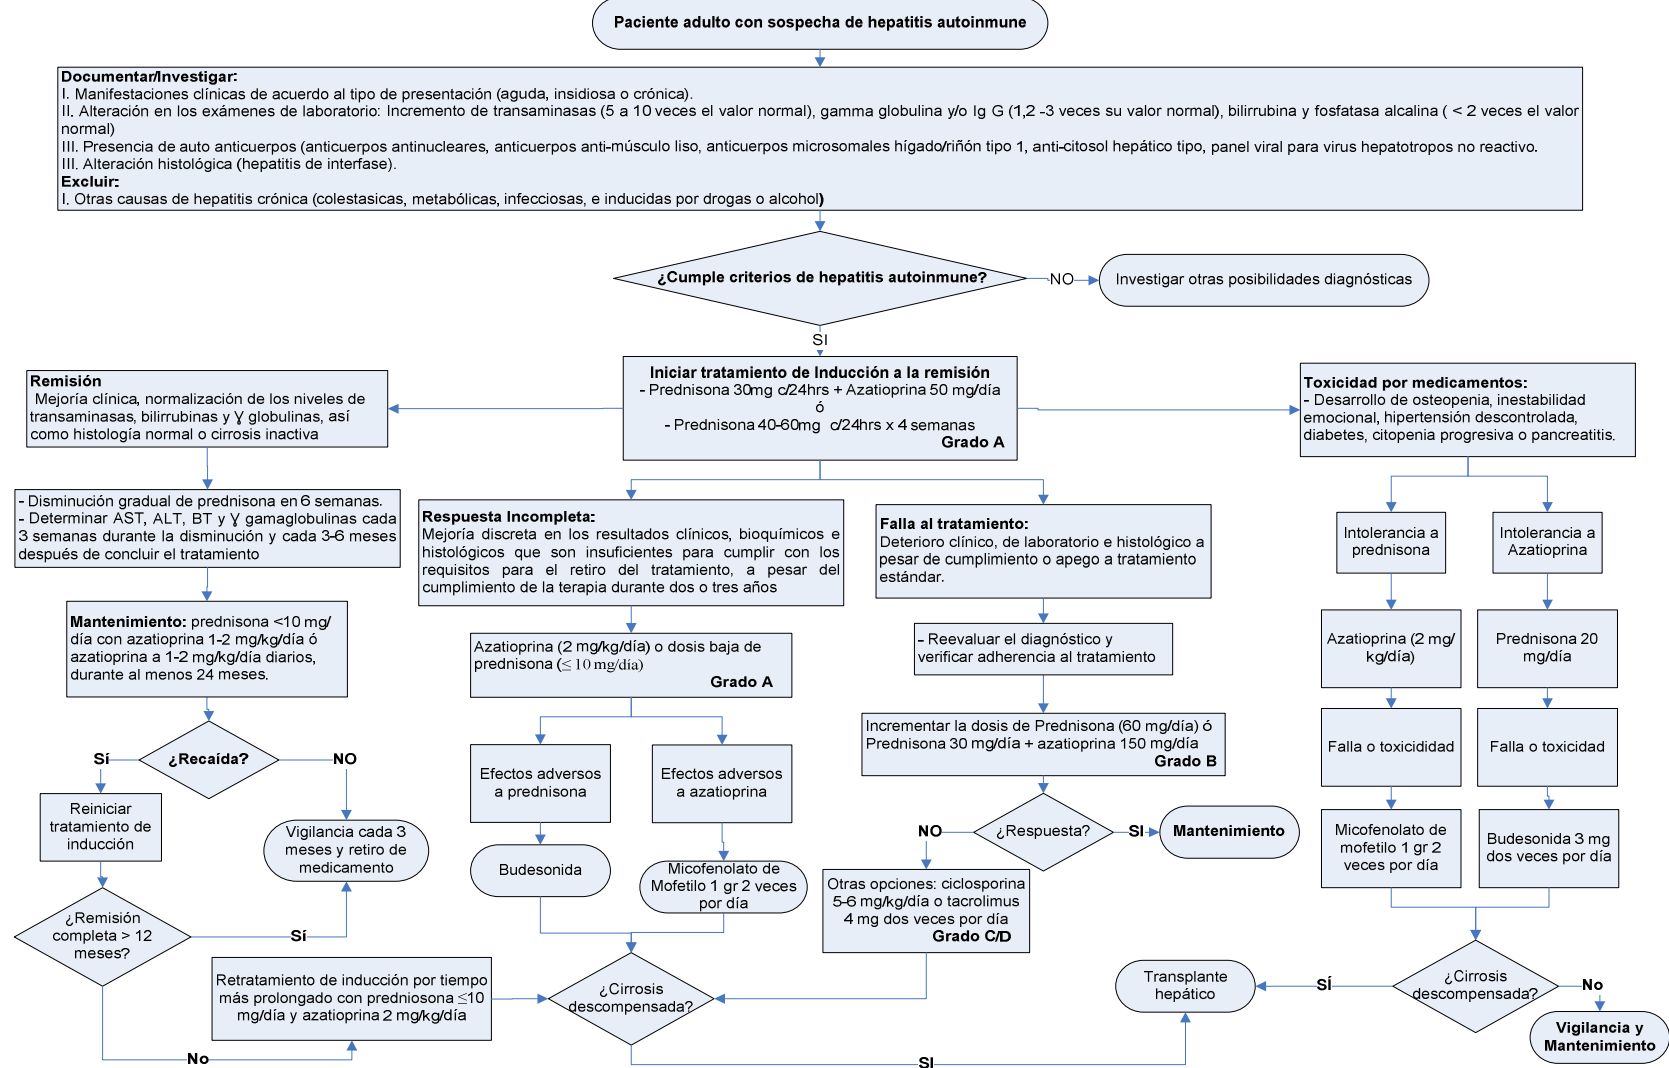 Paciente adulto con sospecha de hepatitis autoinmune
Documentar/Investigar:
I. Manifestaciones clínicas de acuerdo al tipo de presentación (aguda, insidiosa o crónica).
II. Alteración en los exámenes de laboratorio: Incremento de transaminasas (5 a 10 veces el valor normal), gamma globulina y/o Ig G (1,2 -3 veces su valor normal), bilirrubina y fosfatasa alcalina ( < 2 veces el valor
normal)
III. Presencia de auto anticuerpos (anticuerpos antinucleares, anticuerpos anti-músculo liso, anticuerpos microsomales hígado/riñón tipo 1, anti-citosol hepático tipo, panel viral para virus hepatotropos no reactivo.
III. Alteración histológica (hepatitis de interfase).
Excluir:
I. Otras causas de hepatitis crónica (colestasicas, metabólicas, infecciosas, e inducidas por drogas o alcohol)
¿Cumple criterios de hepatitis autoinmune?
NO
Investigar otras posibilidades diagnósticas
SI
Iniciar tratamiento de Inducción a la remisión
- Prednisona 30mg c/24hrs + Azatioprina 50 mg/día
ó
- Prednisona 40-60mg c/24hrs x 4 semanas
Grado A
Remisión
Mejoría clínica, normalización de los niveles de
transaminasas, bilirrubinas y Ɣ globulinas, así
como histología normal o cirrosis inactiva
- Disminución gradual de prednisona en 6 semanas.
- Determinar AST, ALT, BT y Ɣ gamaglobulinas cada
3 semanas durante la disminución y cada 3-6 meses
después de concluir el tratamiento
Mantenimiento: prednisona <10 mg/
día con azatioprina 1-2 mg/kg/día ó
azatioprina a 1-2 mg/kg/día diarios,
durante al menos 24 meses.
¿Recaída?
Sí
NO
Reiniciar
tratamiento de
inducción
Vigilancia cada 3
meses y retiro de
medicamento
¿Remisión
completa > 12
meses?
Sí
No
Retratamiento de inducción por tiempo
más prolongado con predniosona ≤10
mg/día y azatioprina 2 mg/kg/día
Respuesta Incompleta:
Mejoría discreta en los resultados clínicos, bioquímicos e
histológicos que son insuficientes para cumplir con los
requisitos para el retiro del tratamiento, a pesar del
cumplimiento de la terapia durante dos o tres años
Azatioprina (2 mg/kg/día) o dosis baja de
prednisona (≤ 10 mg/día)
Grado A
Efectos adversos
a prednisona
Efectos adversos
a azatioprina
Budesonida
Micofenolato de
Mofetilo 1 gr 2 veces
por día
¿Cirrosis
descompensada?
SI
Falla al tratamiento:
Deterioro clínico, de laboratorio e histológico a
pesar de cumplimiento o apego a tratamiento
estándar.
- Reevaluar el diagnóstico y
verificar adherencia al tratamiento
Incrementar la dosis de Prednisona (60 mg/día) ó
Prednisona 30 mg/día + azatioprina 150 mg/día
Grado B
¿Respuesta?
NO
SI
Mantenimiento
Otras opciones: ciclosporina
5-6 mg/kg/día o tacrolimus
4 mg dos veces por día
Grado C/D
Toxicidad por medicamentos:
- Desarrollo de osteopenia, inestabilidad
emocional, hipertensión descontrolada,
diabetes, citopenia progresiva o pancreatitis.
Intolerancia a
prednisona
Intolerancia a
Azatioprina
Azatioprina (2 mg/
kg/día)
Prednisona 20
mg/día
Falla o toxicididad
Falla o toxicidad
Micofenolato de
mofetilo 1 gr 2
veces por día
Budesonida 3 mg
dos veces por día
¿Cirrosis
descompensada?
SÍ
Transplante
hepático
No
Vigilancia y
Mantenimiento